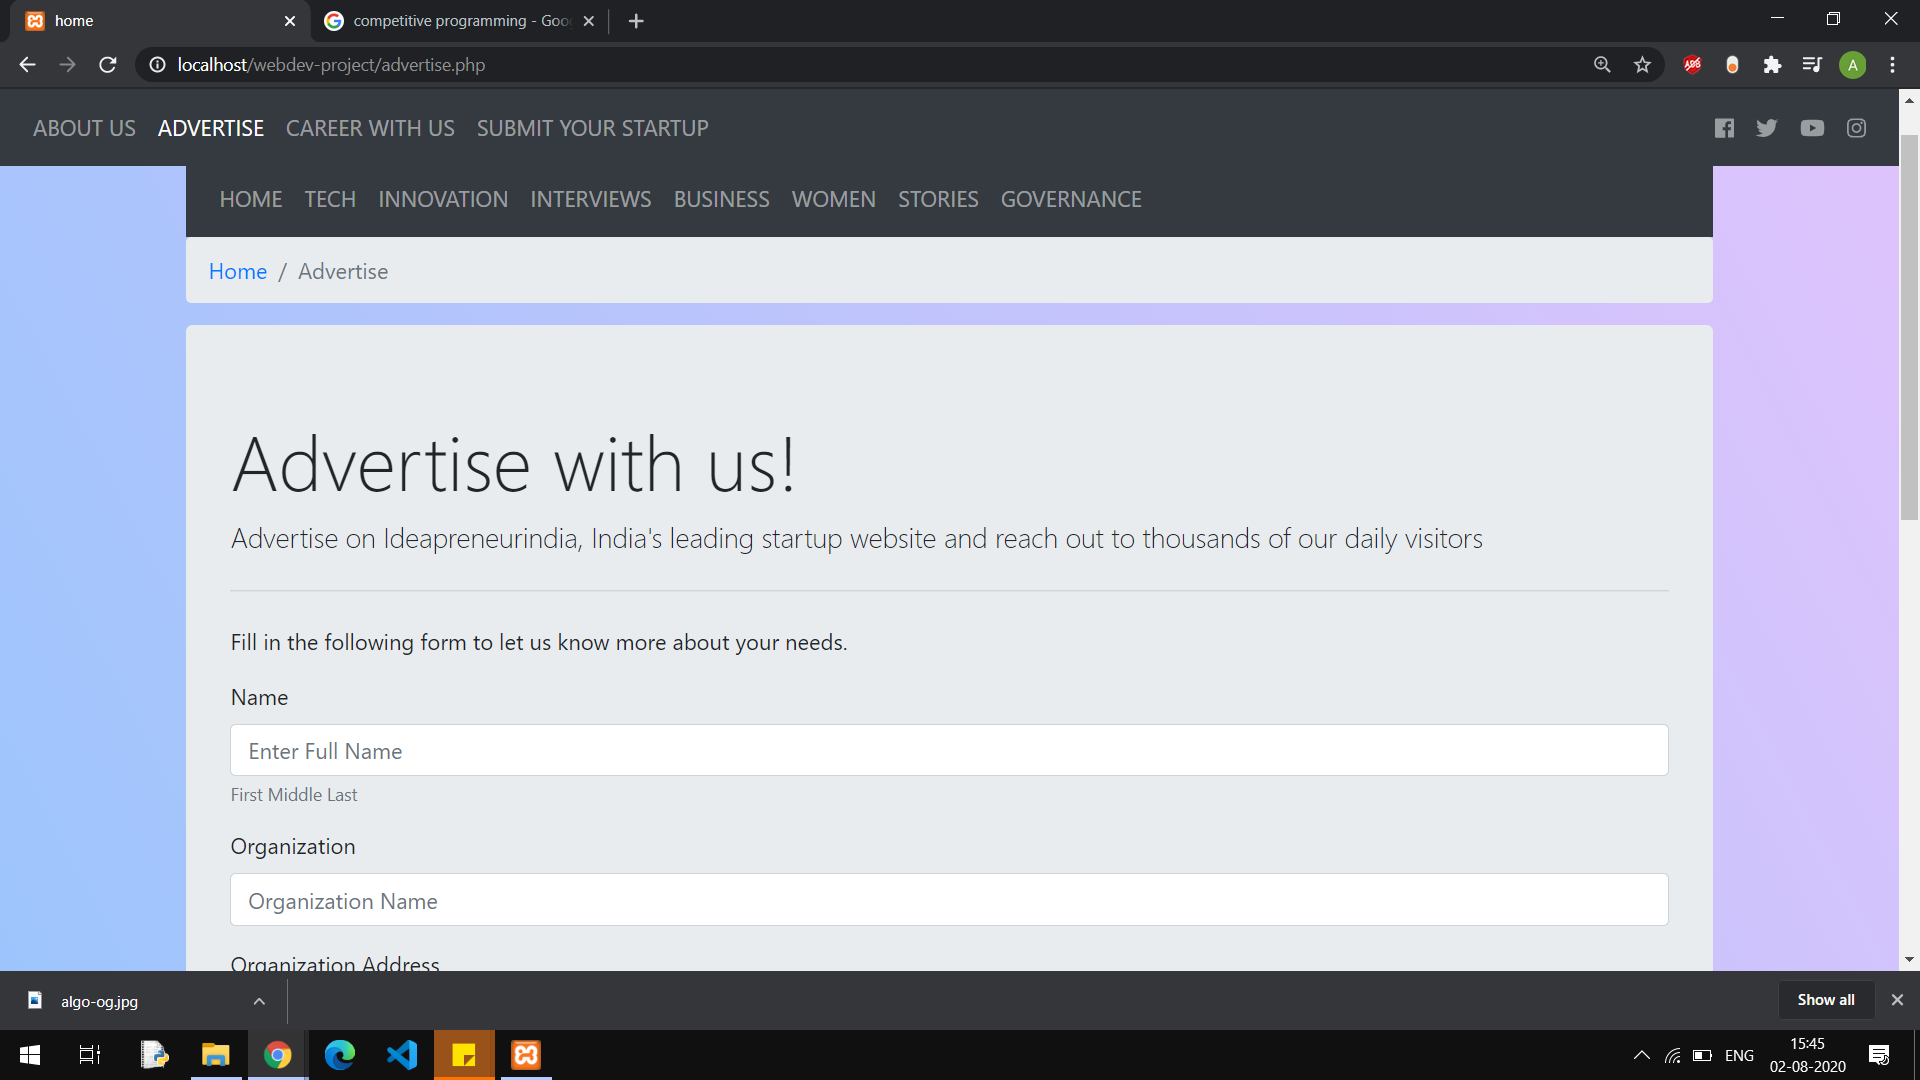 home
competitive programming - Goo
localhost/webdev-project/advertise.php
A
ABOUT US ADVERTISE CAREER WITH US SUBMIT YOUR STARTUP
HOME TECH INNOVATION INTERVIEWS BUSINESS WOMEN STORIES GOVERNANCE
Home / Advertise
Advertise with us!
Advertise on Ideapreneurindia, India's leading startup website and reach out to thousands of our daily visitors
Fill in the following form to let us know more about your needs.
Name
Enter Full Name
First Middle Last
Organization
Organization Name
Organization Address
algo-og.jpg
Show all
ENG
15:45
02-08-2020